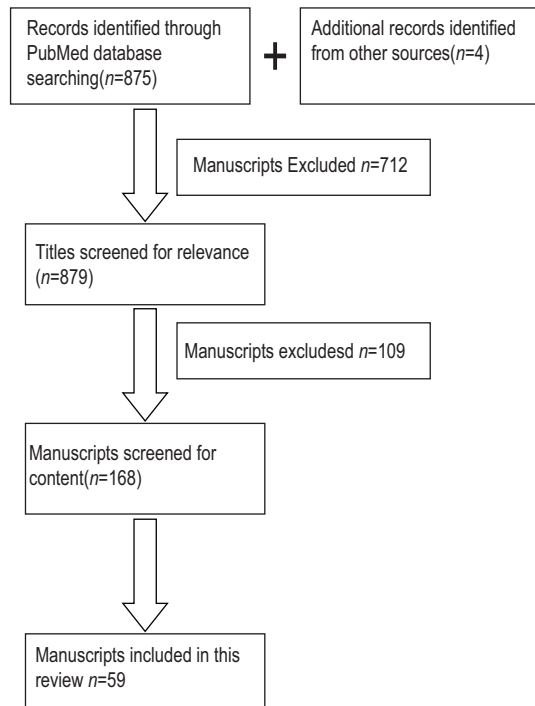 Records identified through
PubMed database
searching(n=875)
+
Additional records identified
from other sources(n=4)
Manuscripts Excluded n=712
Titles screened for relevance
(n=879)
Manuscripts excludesd n=109
Manuscripts screened for
content(n=168)
Manuscripts included in this
review n=59